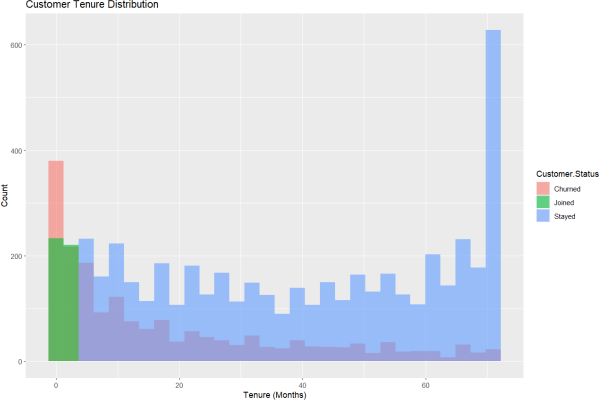 Customer Tenure Distribution
600
400
200
0
Count
0 20 40 60
Tenure (Months)
Customer.Status
Churned
Joined
Stayed